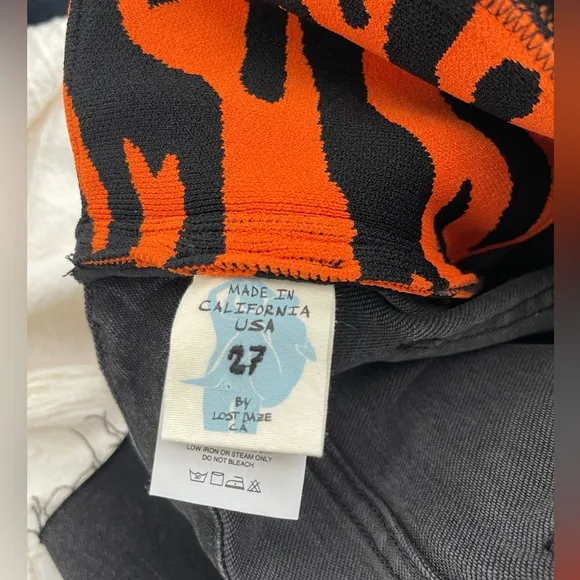 MADE IN
CALIFORNIA
USA
27
BY
LOST DAZE
CA
LOW IRON OR STEAM ONLY
DO NOT BLEACH